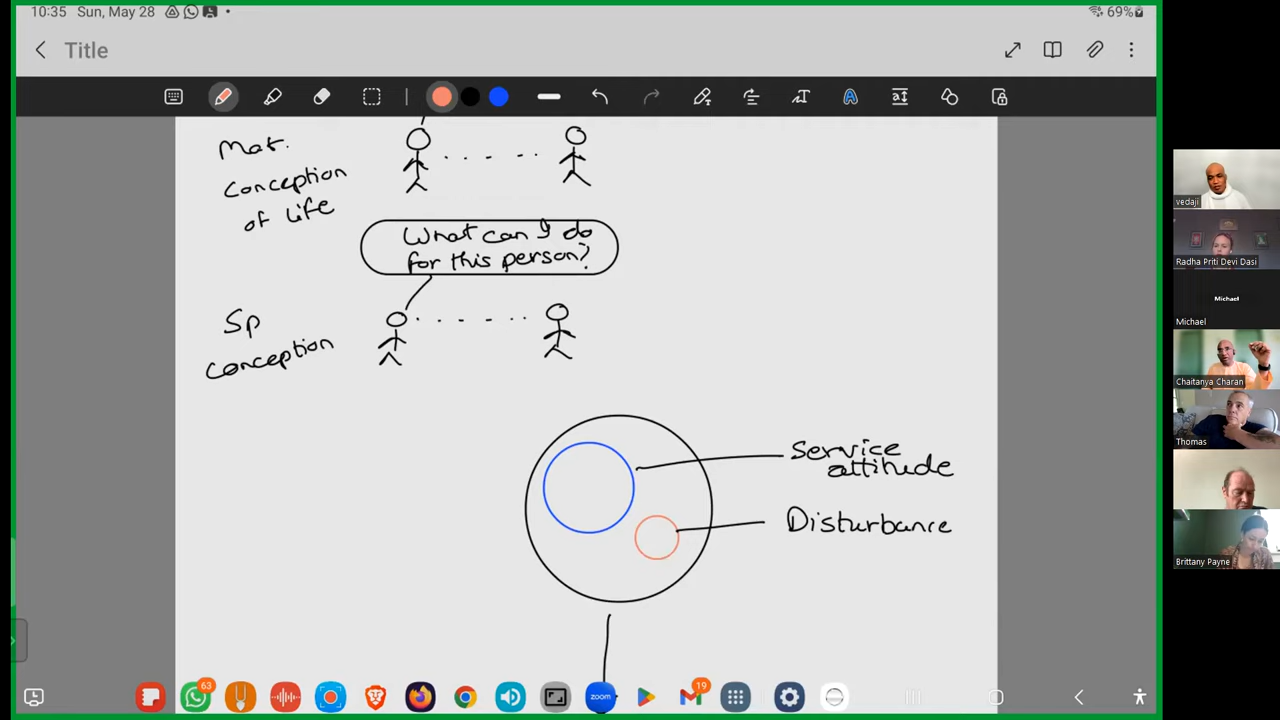 10:35 Sun, May 28
69%
Title
Mat.
Conception
of life
What can I do
for this person?
Sp
conception
Service
attitude
Disturbance
63
zoom
19
vedaji
Radha Priti Devi Dasi
Michael
Michael
Chaitanya Charan
Thomas
Brittany Payne